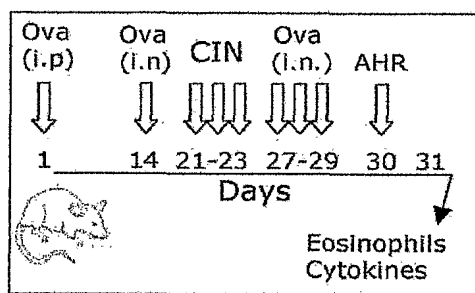 Ova Ova CIN Ova
(i.p) (i.n) (i.n.) AHR
1 14 21-23 27-29 30 31
Days
Eosinophils
Cytokines